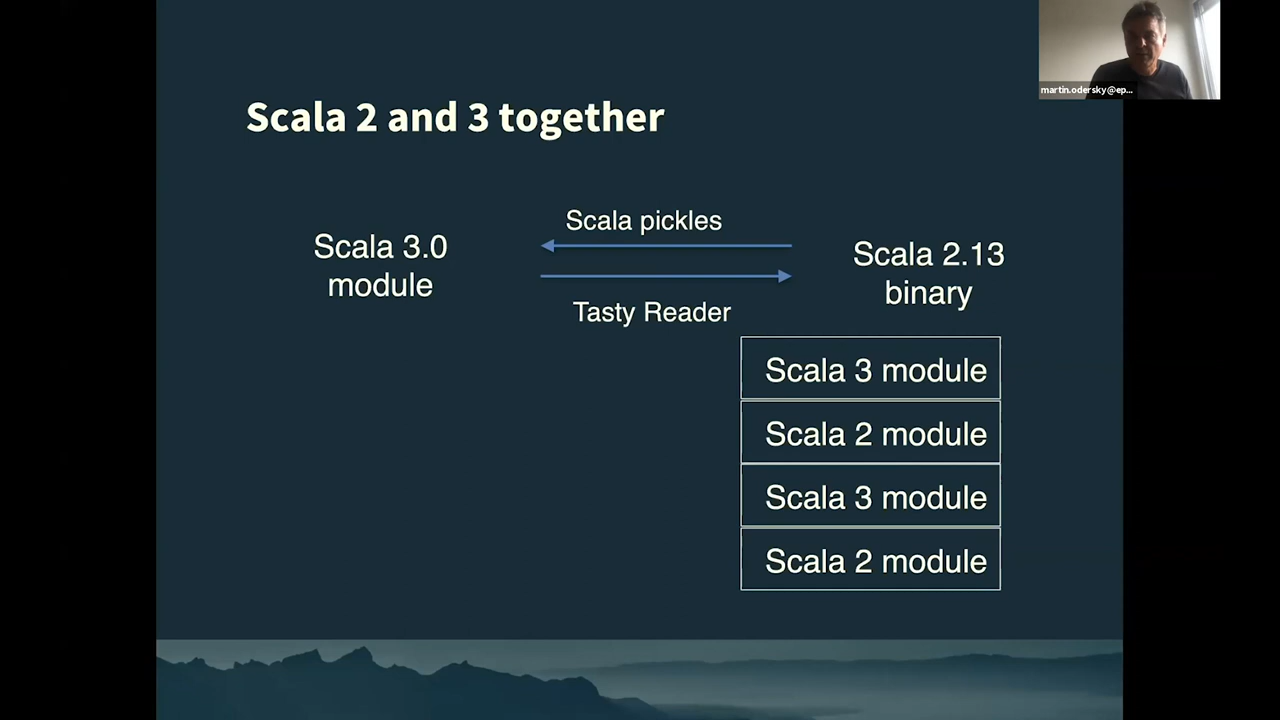 martin.odersky@ep...
Scala 2 and 3 together
Scala pickles
Scala 3.0
module
Scala 2.13
binary
Tasty Reader
Scala 3 module
Scala 2 module
Scala 3 module
Scala 2 module